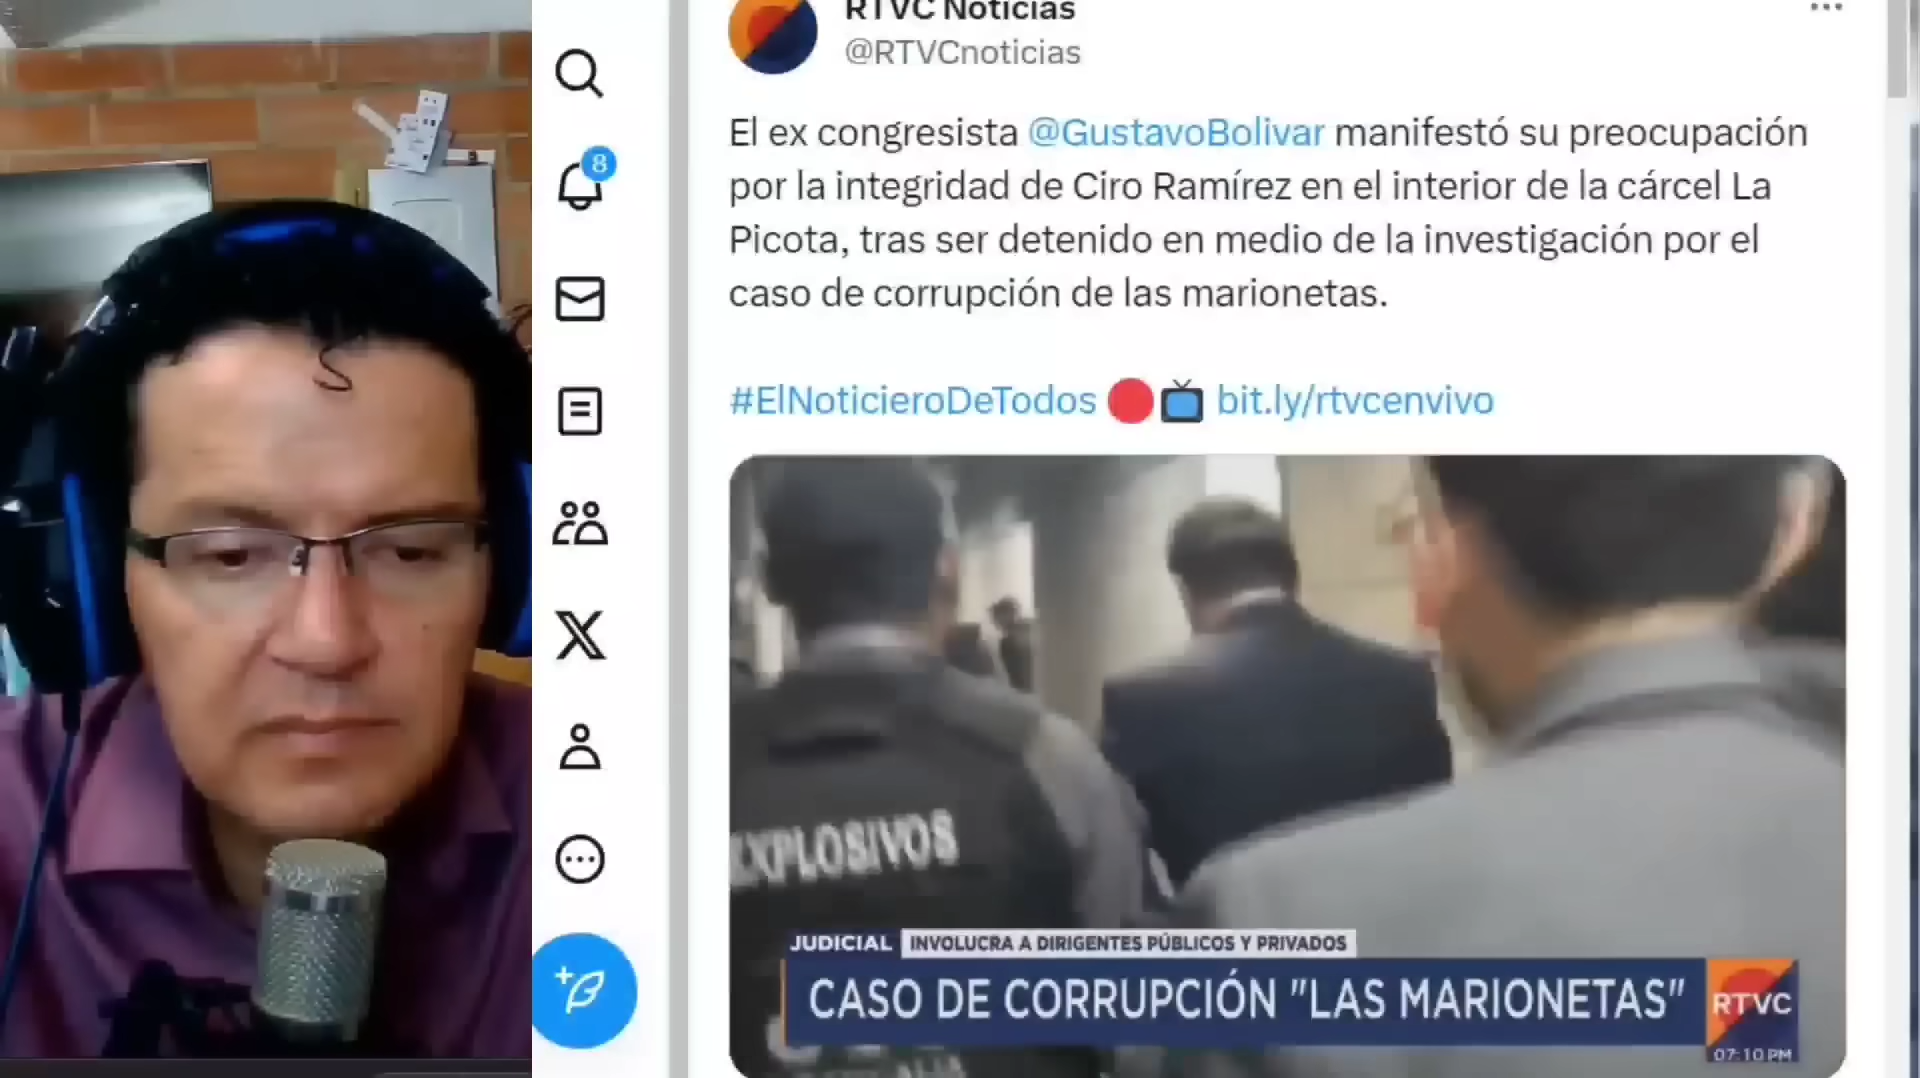 RTVC Noticias
@RTVCnoticias
El ex congresista @GustavoBolivar manifestó su preocupación
por la integridad de Ciro Ramírez en el interior de la cárcel La
Picota, tras ser detenido en medio de la investigación por el
caso de corrupción de las marionetas.
#ElNoticieroDeTodos bit.ly/rtvcenvivo
8
EXPLOSIVOS
JUDICIAL INVOLUCRA A DIRIGENTES PÚBLICOS Y PRIVADOS
CASO DE CORRUPCIÓN "LAS MARIONETAS"
RTVC
07:10 PM